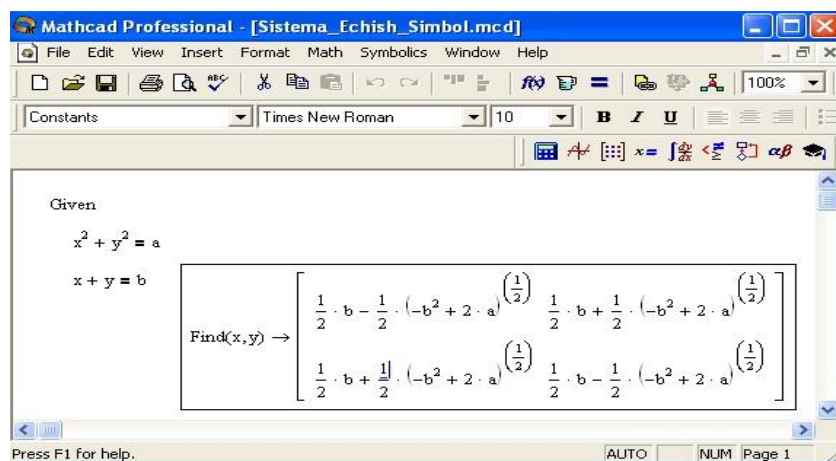 Mathcad Professional - [Sistema_Echish_Simbol.mcd]
File Edit View Insert Format Math Symbolics Window Help
100%
Constants Times New Roman 10 B I U
Given
x² + y² = a
x + y = b
Find(x,y) → [ 1/2 · b − 1/2 · (−b² + 2 · a)^(1/2)   1/2 · b + 1/2 · (−b² + 2 · a)^(1/2)
1/2 · b + 1/2 · (−b² + 2 · a)^(1/2)   1/2 · b − 1/2 · (−b² + 2 · a)^(1/2) ]
Press F1 for help. AUTO NUM Page 1